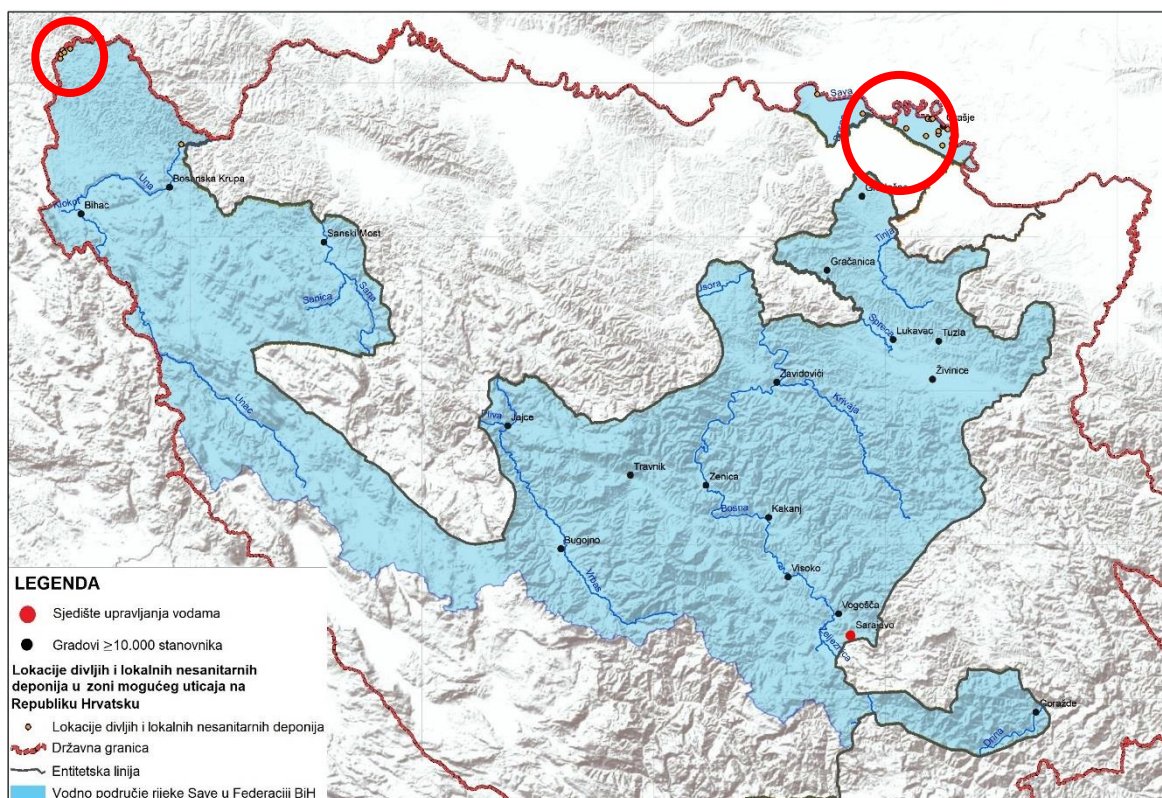 Sava
Orašje
Bosanska Krupa
Una
Klokot
Bihać
Sanski Most
Sanica
Sana
Unac
Gradačac
Tinja
Gračanica
Usora
Spreča
Lukavac
Tuzla
Živinice
Zavidovići
Krivaja
Pliva
Jajce
Travnik
Zenica
Bosna
Kakanj
Bugojno
Vrbas
Visoko
Vogošća
Sarajevo
Željeznica
Goražde
Drina
LEGENDA
Sjedište upravljanja vodama
Gradovi ≥10.000 stanovnika
Lokacije divljih i lokalnih nesanitarnih
deponija u zoni mogućeg uticaja na
Republiku Hrvatsku
Lokacije divljih i lokalnih nesanitarnih deponija
Državna granica
Entitetska linija
Vodno područje rijeke Save u Federaciji BiH